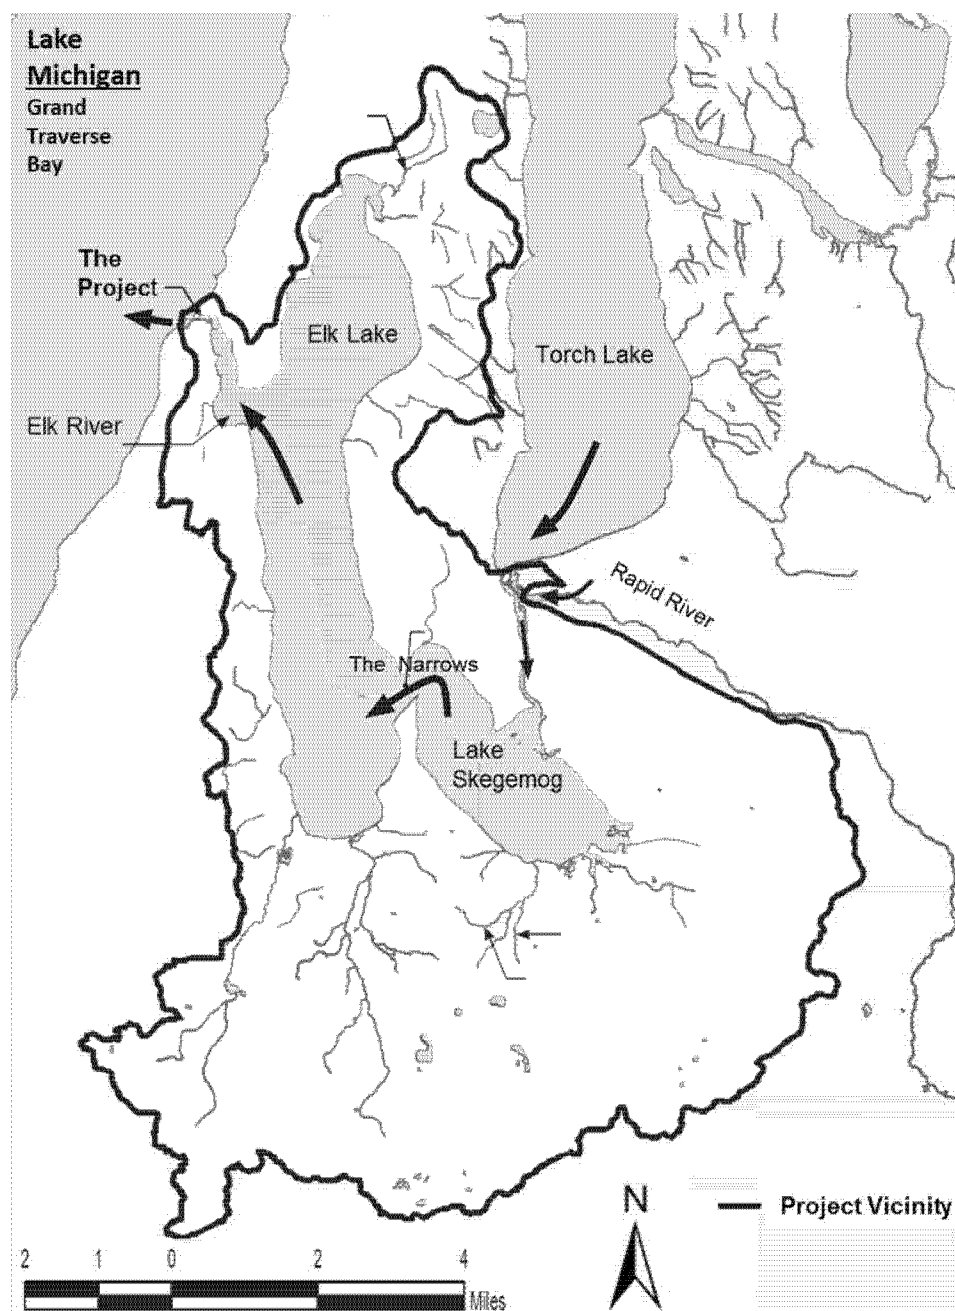 Lake
Michigan
Grand
Traverse
Bay
The
Project
Elk Lake
Torch Lake
Elk River
Rapid River
The Narrows
Lake
Skegemog
N
Project Vicinity
2 1 0 2 4
Miles